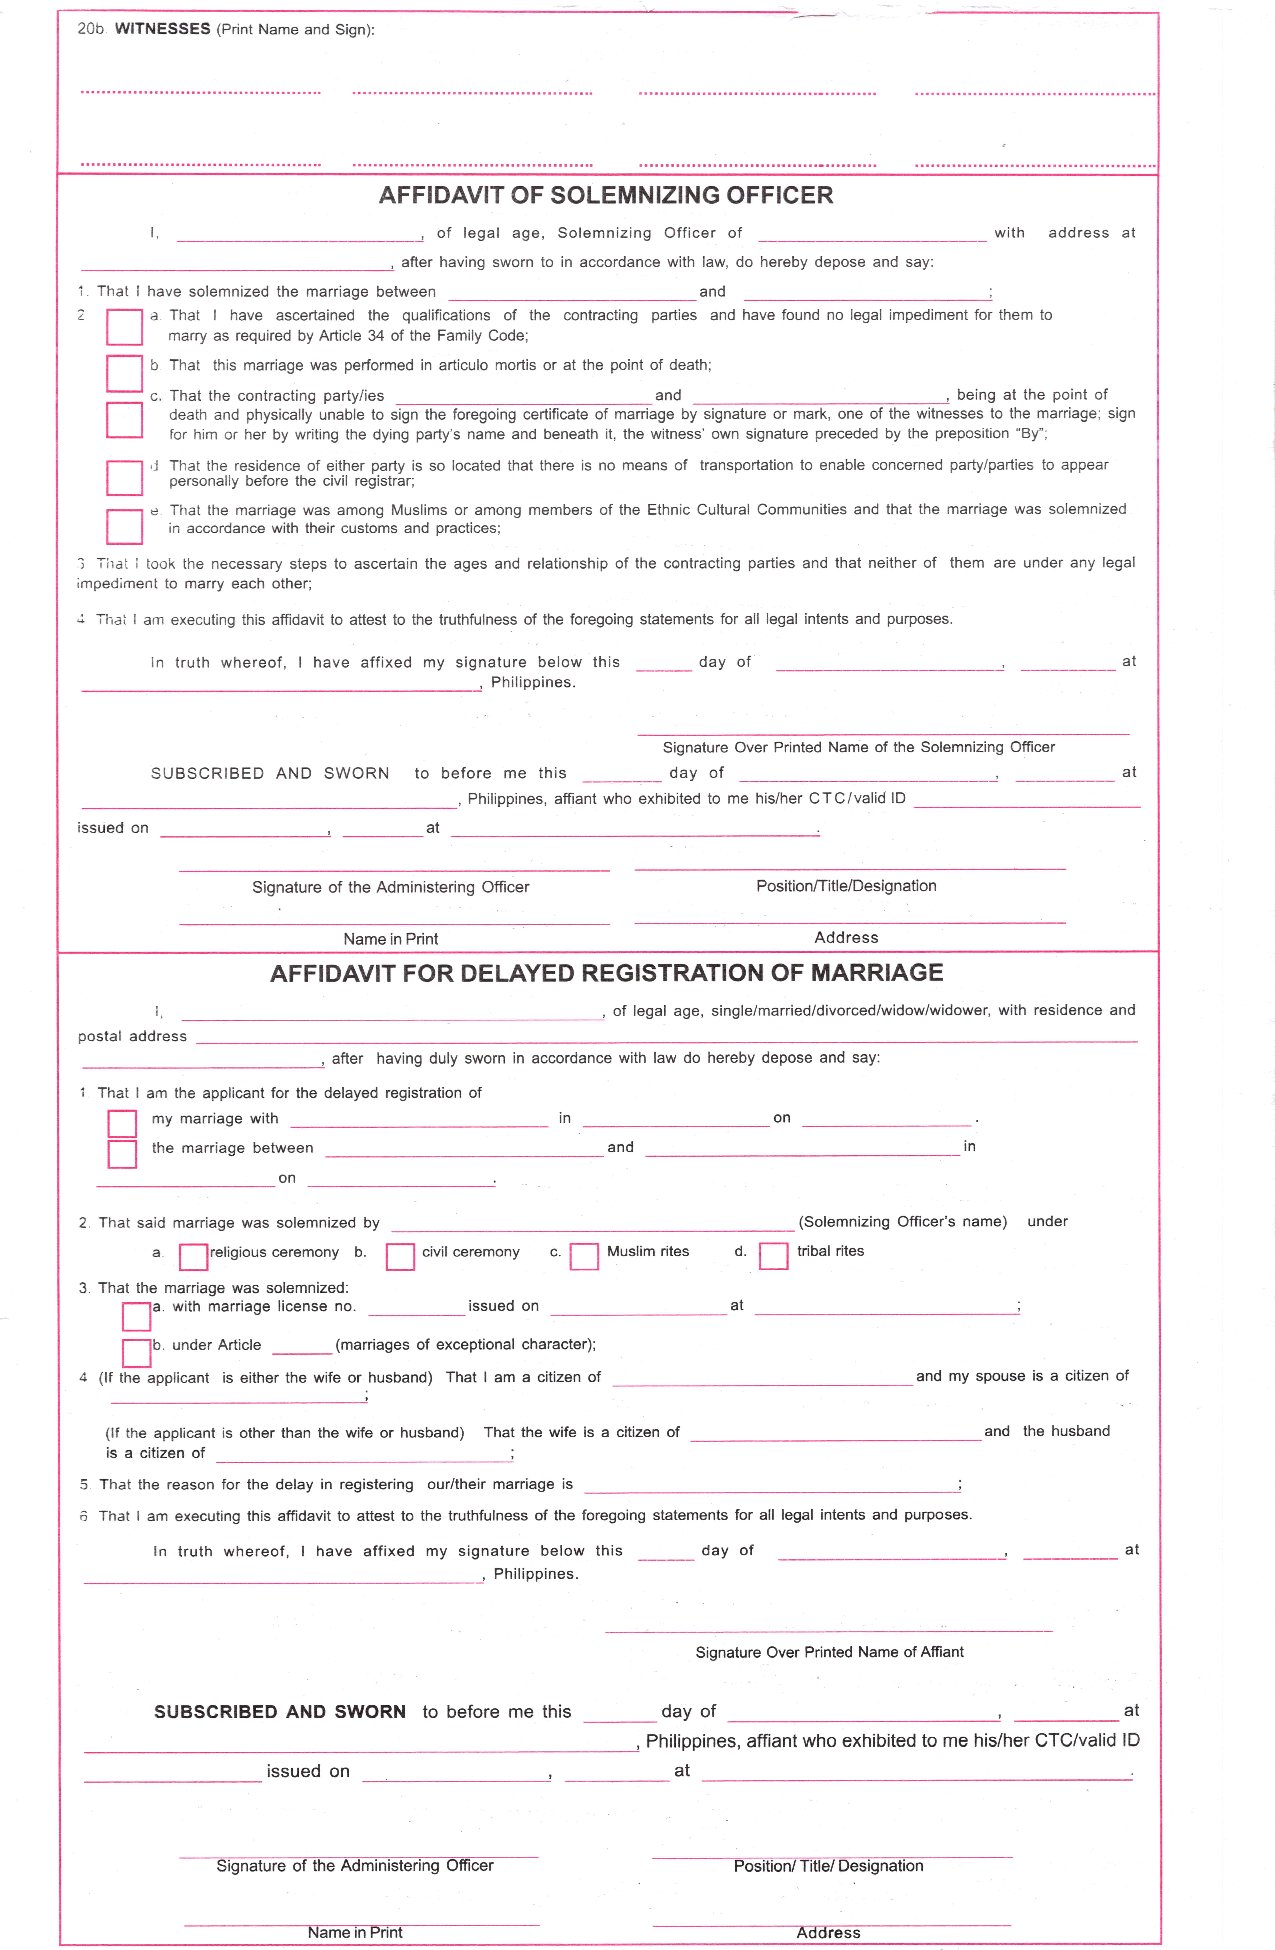 20b. WITNESSES (Print Name and Sign):
AFFIDAVIT OF SOLEMNIZING OFFICER
I, , of legal age, Solemnizing Officer of with address at
, after having sworn to in accordance with law, do hereby depose and say:
1. That I have solemnized the marriage between and ;
2 a. That I have ascertained the qualifications of the contracting parties and have found no legal impediment for them to
marry as required by Article 34 of the Family Code;
b. That this marriage was performed in articulo mortis or at the point of death;
c. That the contracting party/ies and , being at the point of
death and physically unable to sign the foregoing certificate of marriage by signature or mark, one of the witnesses to the marriage; sign
for him or her by writing the dying party's name and beneath it, the witness' own signature preceded by the preposition “By”;
d That the residence of either party is so located that there is no means of transportation to enable concerned party/parties to appear
personally before the civil registrar;
e. That the marriage was among Muslims or among members of the Ethnic Cultural Communities and that the marriage was solemnized
in accordance with their customs and practices;
3 That I took the necessary steps to ascertain the ages and relationship of the contracting parties and that neither of them are under any legal
impediment to marry each other;
4 That I am executing this affidavit to attest to the truthfulness of the foregoing statements for all legal intents and purposes.
In truth whereof, I have affixed my signature below this day of , at
, Philippines.
Signature Over Printed Name of the Solemnizing Officer
SUBSCRIBED AND SWORN to before me this day of , at
, Philippines, affiant who exhibited to me his/her CTC/valid ID
issued on , at .
Signature of the Administering Officer Position/Title/Designation
Name in Print Address
AFFIDAVIT FOR DELAYED REGISTRATION OF MARRIAGE
I, , of legal age, single/married/divorced/widow/widower, with residence and
postal address
, after having duly sworn in accordance with law do hereby depose and say:
1 That I am the applicant for the delayed registration of
my marriage with in on .
the marriage between and in
on .
2. That said marriage was solemnized by (Solemnizing Officer's name) under
a. religious ceremony b. civil ceremony c. Muslim rites d. tribal rites
3. That the marriage was solemnized:
a. with marriage license no. issued on at ;
b. under Article (marriages of exceptional character);
4 (If the applicant is either the wife or husband) That I am a citizen of and my spouse is a citizen of
;
(If the applicant is other than the wife or husband) That the wife is a citizen of and the husband
is a citizen of ;
5. That the reason for the delay in registering our/their marriage is ;
6 That I am executing this affidavit to attest to the truthfulness of the foregoing statements for all legal intents and purposes.
In truth whereof, I have affixed my signature below this day of , at
, Philippines.
Signature Over Printed Name of Affiant
SUBSCRIBED AND SWORN to before me this day of , at
, Philippines, affiant who exhibited to me his/her CTC/valid ID
issued on , at .
Signature of the Administering Officer Position/ Title/ Designation
Name in Print Address